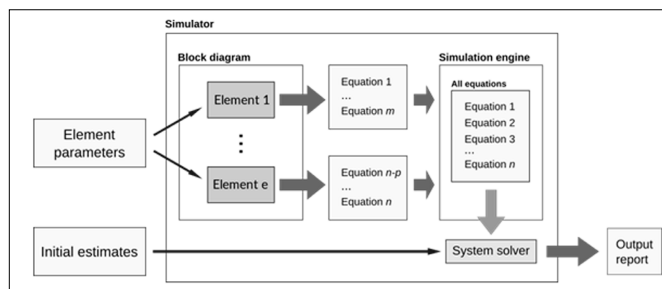 Simulator
Block diagram
Simulation engine
Element 1
Equation 1
...
Equation m
All equations
Equation 1
Equation 2
Equation 3
...
Equation n
Element
parameters
⋮
Element e
Equation n-p
...
Equation n
Initial estimates
System solver
Output
report